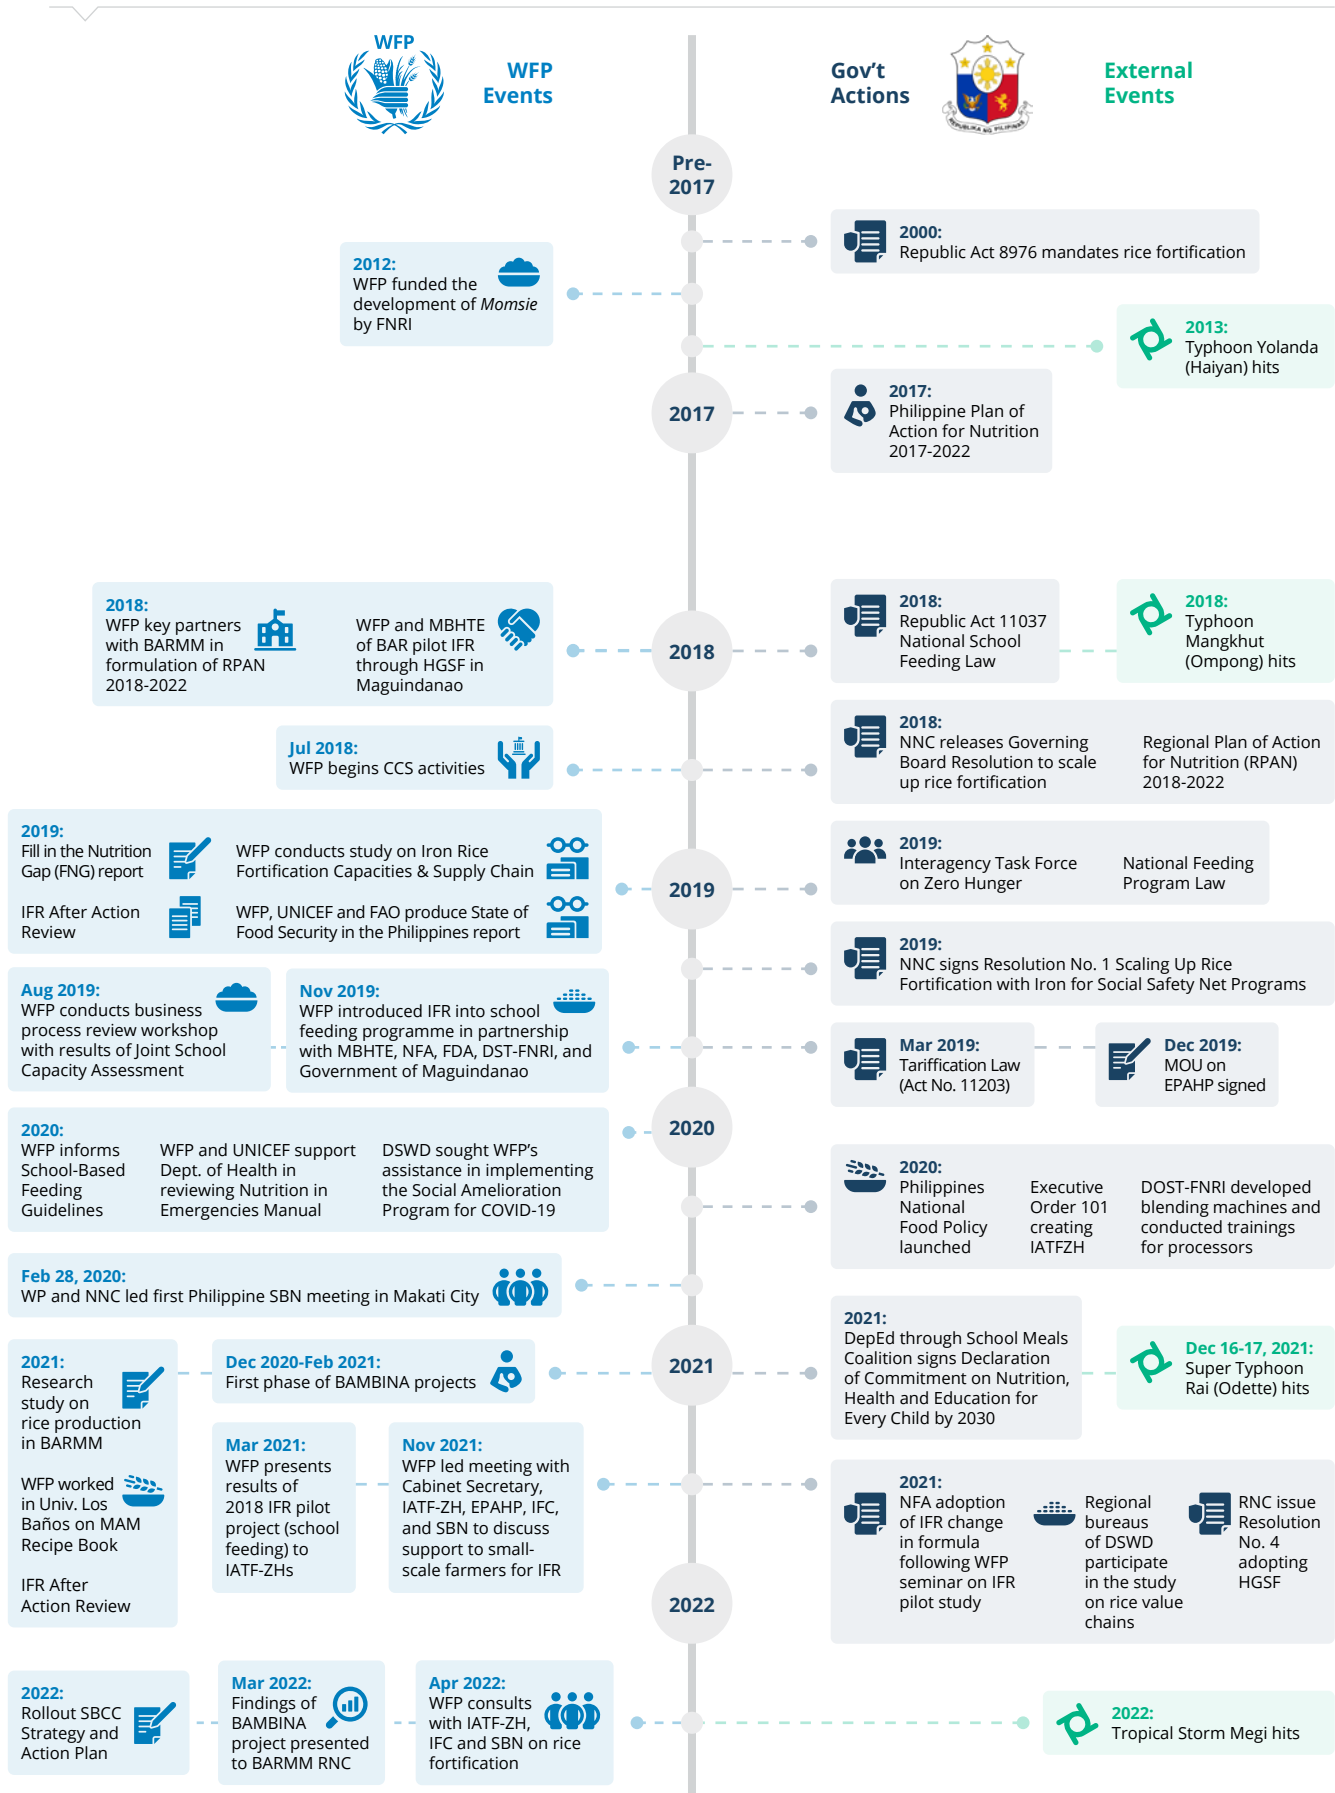 WFP
WFP
Events
Gov't
Actions
REPUBLIKA NG PILIPINAS
External
Events
Pre-
2017
2000:
Republic Act 8976 mandates rice fortification
2012:
WFP funded the
development of Momsie
by FNRI
2013:
Typhoon Yolanda
(Haiyan) hits
2017
2017:
Philippine Plan of
Action for Nutrition
2017-2022
2018:
WFP key partners
with BARMM in
formulation of RPAN
2018-2022
WFP and MBHTE
of BAR pilot IFR
through HGSF in
Maguindanao
2018
2018:
Republic Act 11037
National School
Feeding Law
2018:
Typhoon
Mangkhut
(Ompong) hits
Jul 2018:
WFP begins CCS activities
2018:
NNC releases Governing
Board Resolution to scale
up rice fortification
Regional Plan of Action
for Nutrition (RPAN)
2018-2022
2019:
Fill in the Nutrition
Gap (FNG) report
WFP conducts study on Iron Rice
Fortification Capacities & Supply Chain
IFR After Action
Review
WFP, UNICEF and FAO produce State of
Food Security in the Philippines report
2019
2019:
Interagency Task Force
on Zero Hunger
National Feeding
Program Law
2019:
NNC signs Resolution No. 1 Scaling Up Rice
Fortification with Iron for Social Safety Net Programs
Aug 2019:
WFP conducts business
process review workshop
with results of Joint School
Capacity Assessment
Nov 2019:
WFP introduced IFR into school
feeding programme in partnership
with MBHTE, NFA, FDA, DST-FNRI, and
Government of Maguindanao
Mar 2019:
Tariffication Law
(Act No. 11203)
Dec 2019:
MOU on
EPAHP signed
2020
2020:
WFP informs
School-Based
Feeding
Guidelines
WFP and UNICEF support
Dept. of Health in
reviewing Nutrition in
Emergencies Manual
DSWD sought WFP's
assistance in implementing
the Social Amelioration
Program for COVID-19
2020:
Philippines
National
Food Policy
launched
Executive
Order 101
creating
IATFZH
DOST-FNRI developed
blending machines and
conducted trainings
for processors
Feb 28, 2020:
WP and NNC led first Philippine SBN meeting in Makati City
2021
2021:
DepEd through School Meals
Coalition signs Declaration
of Commitment on Nutrition,
Health and Education for
Every Child by 2030
Dec 16-17, 2021:
Super Typhoon
Rai (Odette) hits
2021:
Research
study on
rice production
in BARMM
WFP worked
in Univ. Los
Baños on MAM
Recipe Book
IFR After
Action Review
Dec 2020-Feb 2021:
First phase of BAMBINA projects
Mar 2021:
WFP presents
results of
2018 IFR pilot
project (school
feeding) to
IATF-ZHs
Nov 2021:
WFP led meeting with
Cabinet Secretary,
IATF-ZH, EPAHP, IFC,
and SBN to discuss
support to small-
scale farmers for IFR
2021:
NFA adoption
of IFR change
in formula
following WFP
seminar on IFR
pilot study
Regional
bureaus
of DSWD
participate
in the study
on rice value
chains
RNC issue
Resolution
No. 4
adopting
HGSF
2022
2022:
Rollout SBCC
Strategy and
Action Plan
Mar 2022:
Findings of
BAMBINA
project presented
to BARMM RNC
Apr 2022:
WFP consults
with IATF-ZH,
IFC and SBN on rice
fortification
2022:
Tropical Storm Megi hits